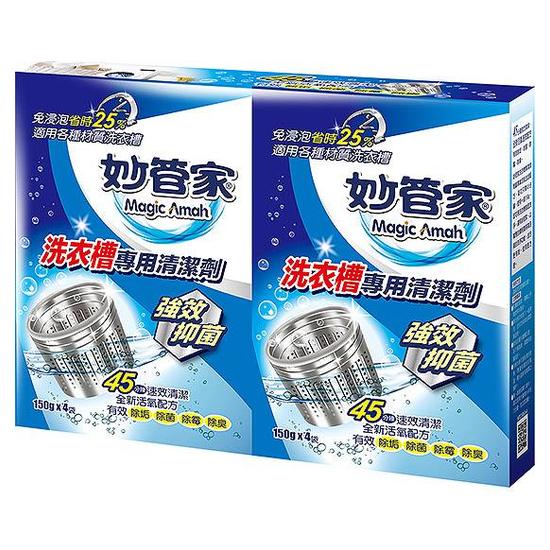 免浸泡省時25%
適用各種材質洗衣槽
妙管家®
Magic Amah
洗衣槽專用清潔劑
強效
抑菌
45分鐘速效清潔
全新活氧配方
有效 除垢 除菌 除霉 除臭
150g x 4袋
免浸泡省時25%
適用各種材質洗衣槽
妙管家®
Magic Amah
洗衣槽專用清潔劑
強效
抑菌
45分鐘速效清潔
全新活氧配方
有效 除垢 除菌 除霉 除臭
150g x 4袋